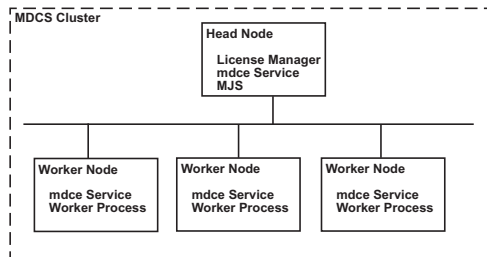 MDCS Cluster
Head Node
License Manager
mdce Service
MJS
Worker Node
mdce Service
Worker Process
Worker Node
mdce Service
Worker Process
Worker Node
mdce Service
Worker Process